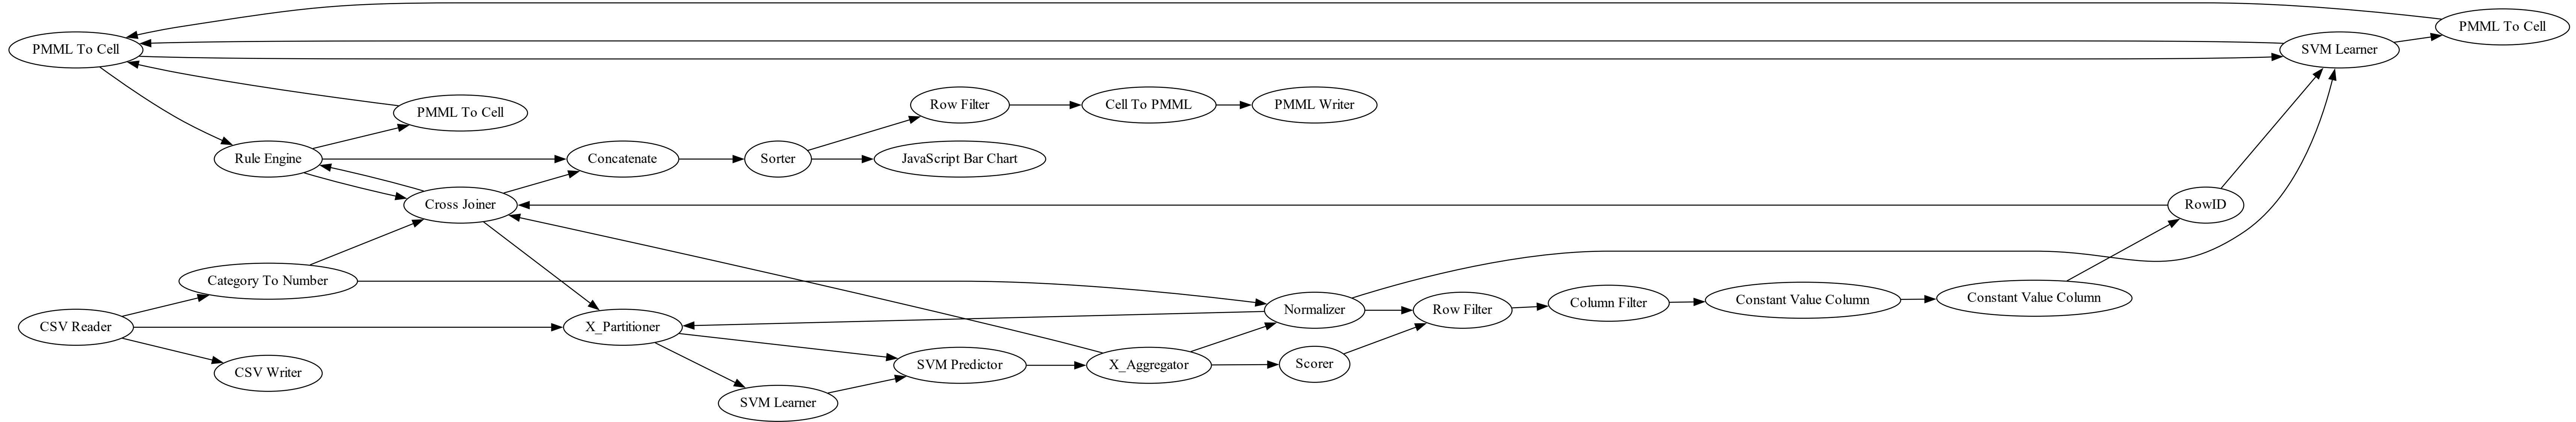 PMML To Cell
PMML To Cell
SVM Learner
PMML To Cell
Row Filter
Cell To PMML
PMML Writer
Rule Engine
Concatenate
Sorter
JavaScript Bar Chart
Cross Joiner
RowID
Category To Number
Normalizer
Row Filter
Column Filter
Constant Value Column
Constant Value Column
CSV Reader
X_Partitioner
CSV Writer
SVM Predictor
X_Aggregator
Scorer
SVM Learner